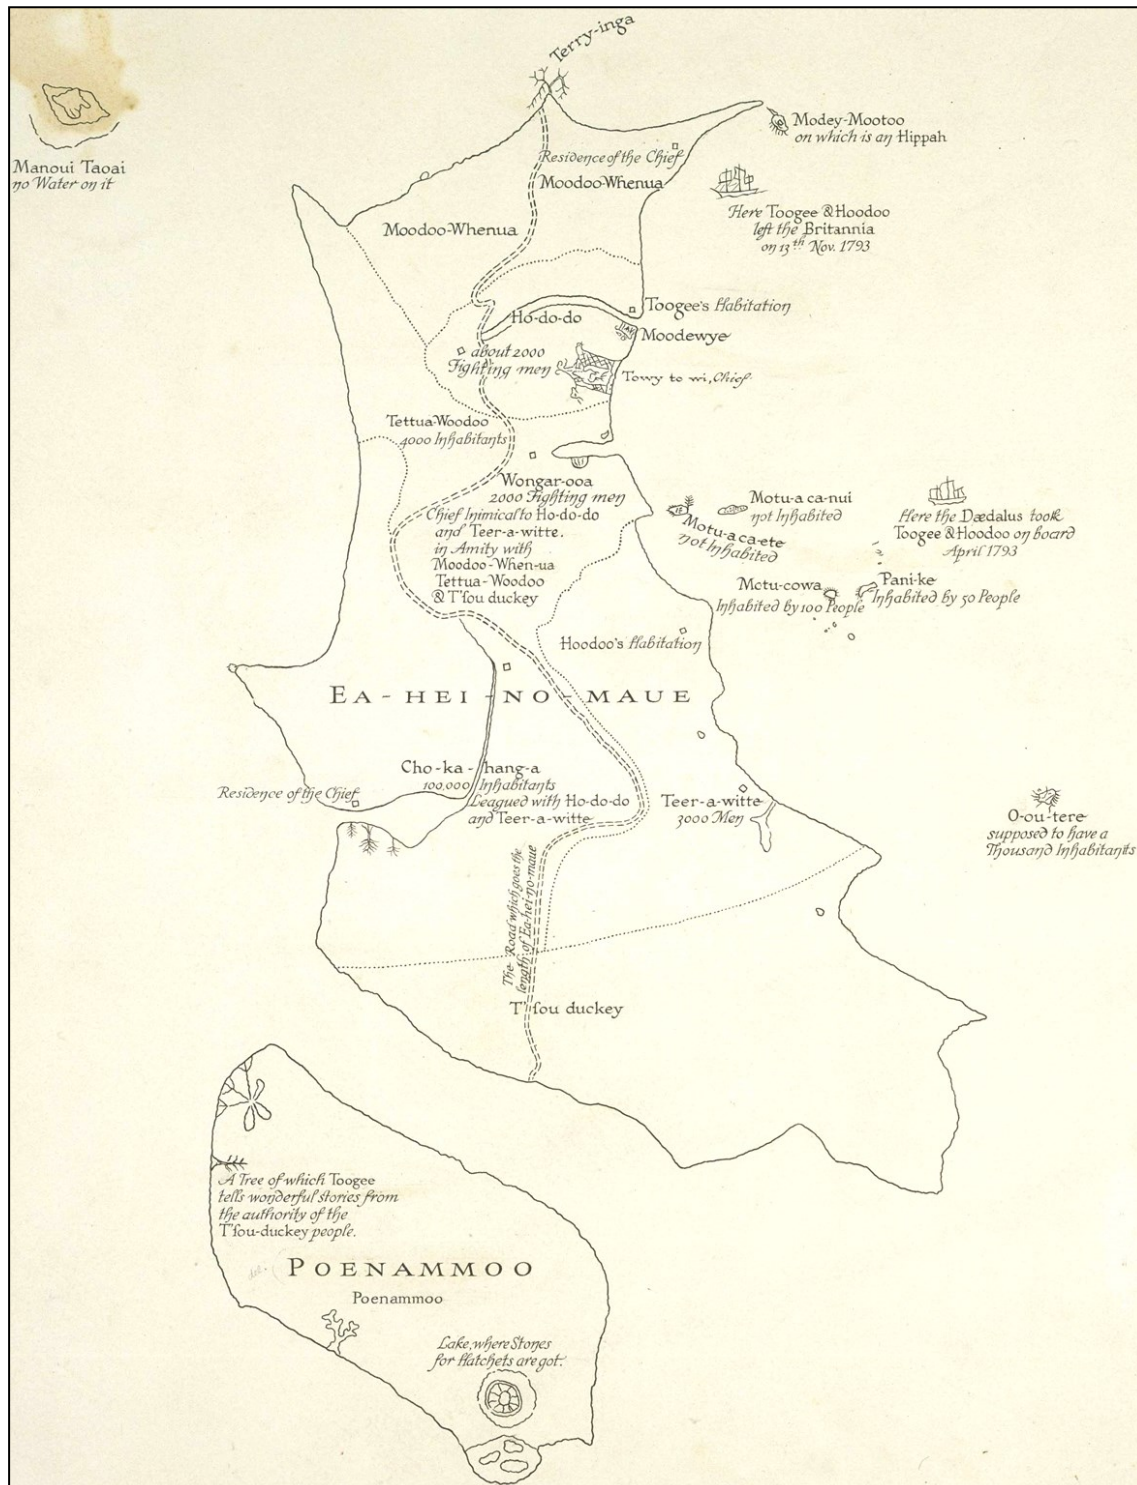 Terry-inga
Manoui Taoai
no Water on it
Modey-Mootoo
on which is an Hippah
Residence of the Chief
Moodoo-Whenua
Moodoo-Whenua
Here Toogee & Hoodoo
left the Britannia
on 13th Nov. 1793
Toogee's Habitation
Ho-do-do
Moodewye
about 2000
Fighting men
Towy to wi, Chief.
Tettua-Woodoo
4000 Inhabitants
Wongar-ooa
2000 Fighting men
Chief Inimical to Ho-do-do
and Teer-a-witte.
in Amity with
Moodoo-When-ua
Tettua-Woodoo
& T'sou duckey
Motu-a ca-nui
not Inhabited
Motu-a ca-ete
not Inhabited
Here the Dædalus took
Toogee & Hoodoo on board
April 1793
Motu-cowa
Inhabited by 100 People
Pani-ke
Inhabited by 50 People
Hoodoo's Habitation
EA-HEI-NO-MAUE
Cho-ka-hang-a
100,000 Inhabitants
Leagued with Ho-do-do
and Teer-a-witte
Residence of the Chief
Teer-a-witte
3000 Men
O-ou-tere
supposed to have a
Thousand Inhabitants
The Road which goes the
length of Ea-hei-no-maue
T'sou duckey
A Tree of which Toogee
tells wonderful stories from
the authority of the
T'sou-duckey people.
POENAMMOO
Poenammoo
Lake, where Stones
for Hatchets are got.